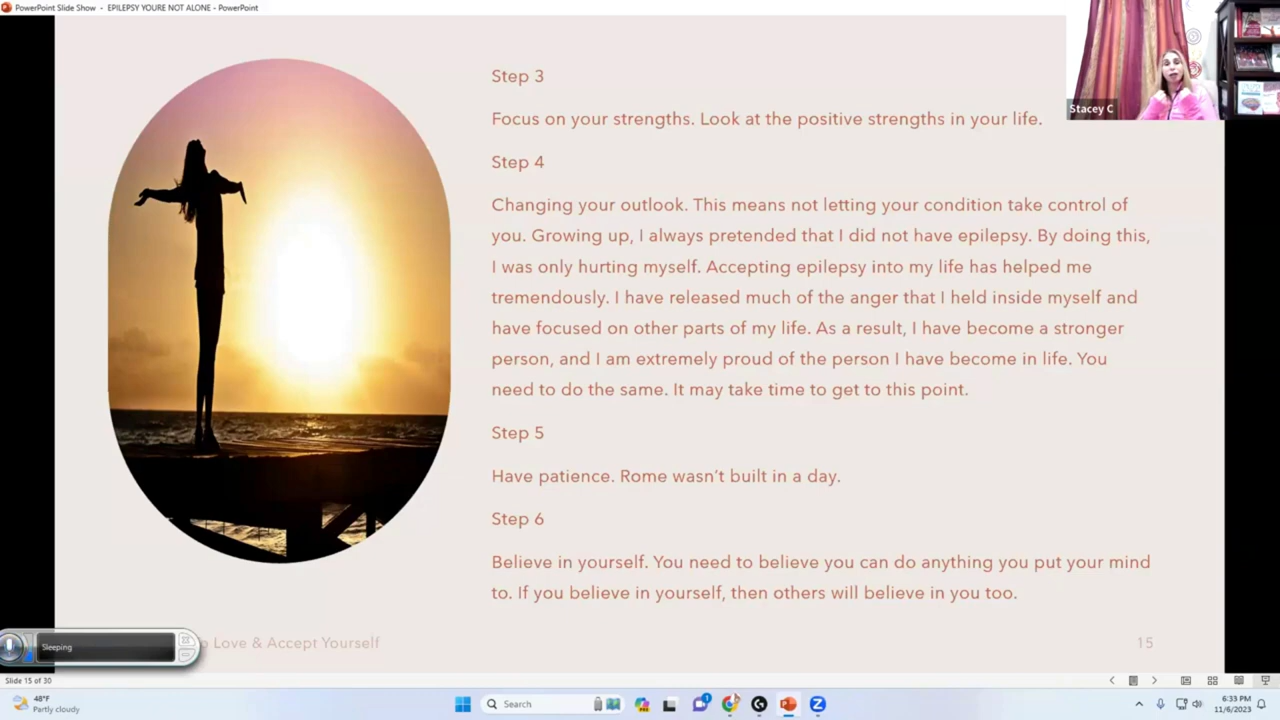 PowerPoint Slide Show - EPILEPSY YOURE NOT ALONE - PowerPoint
Stacey C
Step 3
Focus on your strengths. Look at the positive strengths in your life.
Step 4
Changing your outlook. This means not letting your condition take control of
you. Growing up, I always pretended that I did not have epilepsy. By doing this,
I was only hurting myself. Accepting epilepsy into my life has helped me
tremendously. I have released much of the anger that I held inside myself and
have focused on other parts of my life. As a result, I have become a stronger
person, and I am extremely proud of the person I have become in life. You
need to do the same. It may take time to get to this point.
Step 5
Have patience. Rome wasn't built in a day.
Step 6
Believe in yourself. You need to believe you can do anything you put your mind
to. If you believe in yourself, then others will believe in you too.
Sleeping
Love & Accept Yourself
15
Slide 15 of 30
48°F
Partly cloudy
Search
1
6:33 PM
11/6/2023